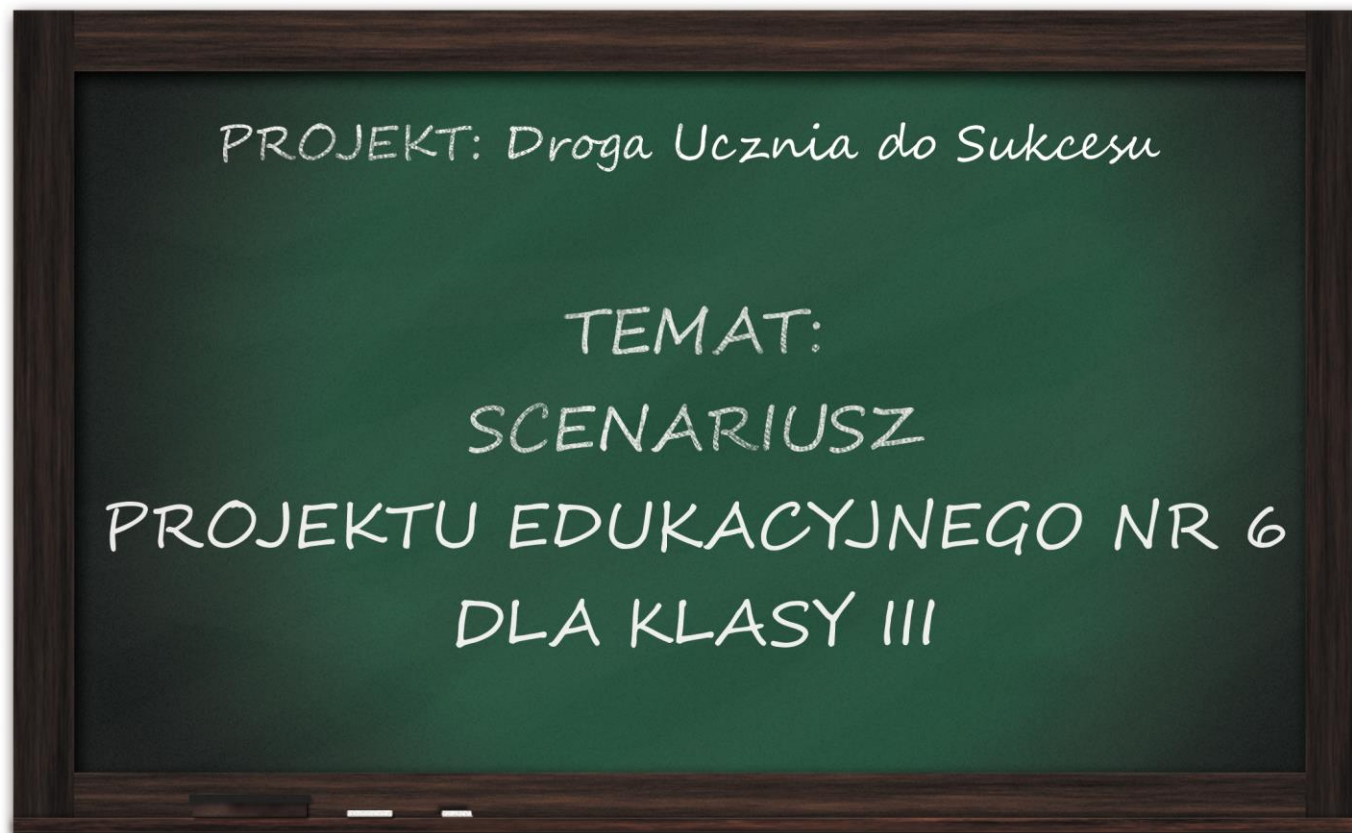 PROJEKT: Droga Ucznia do Sukcesu
TEMAT:
SCENARIUSZ
PROJEKTU EDUKACYJNEGO NR 6
DLA KLASY III